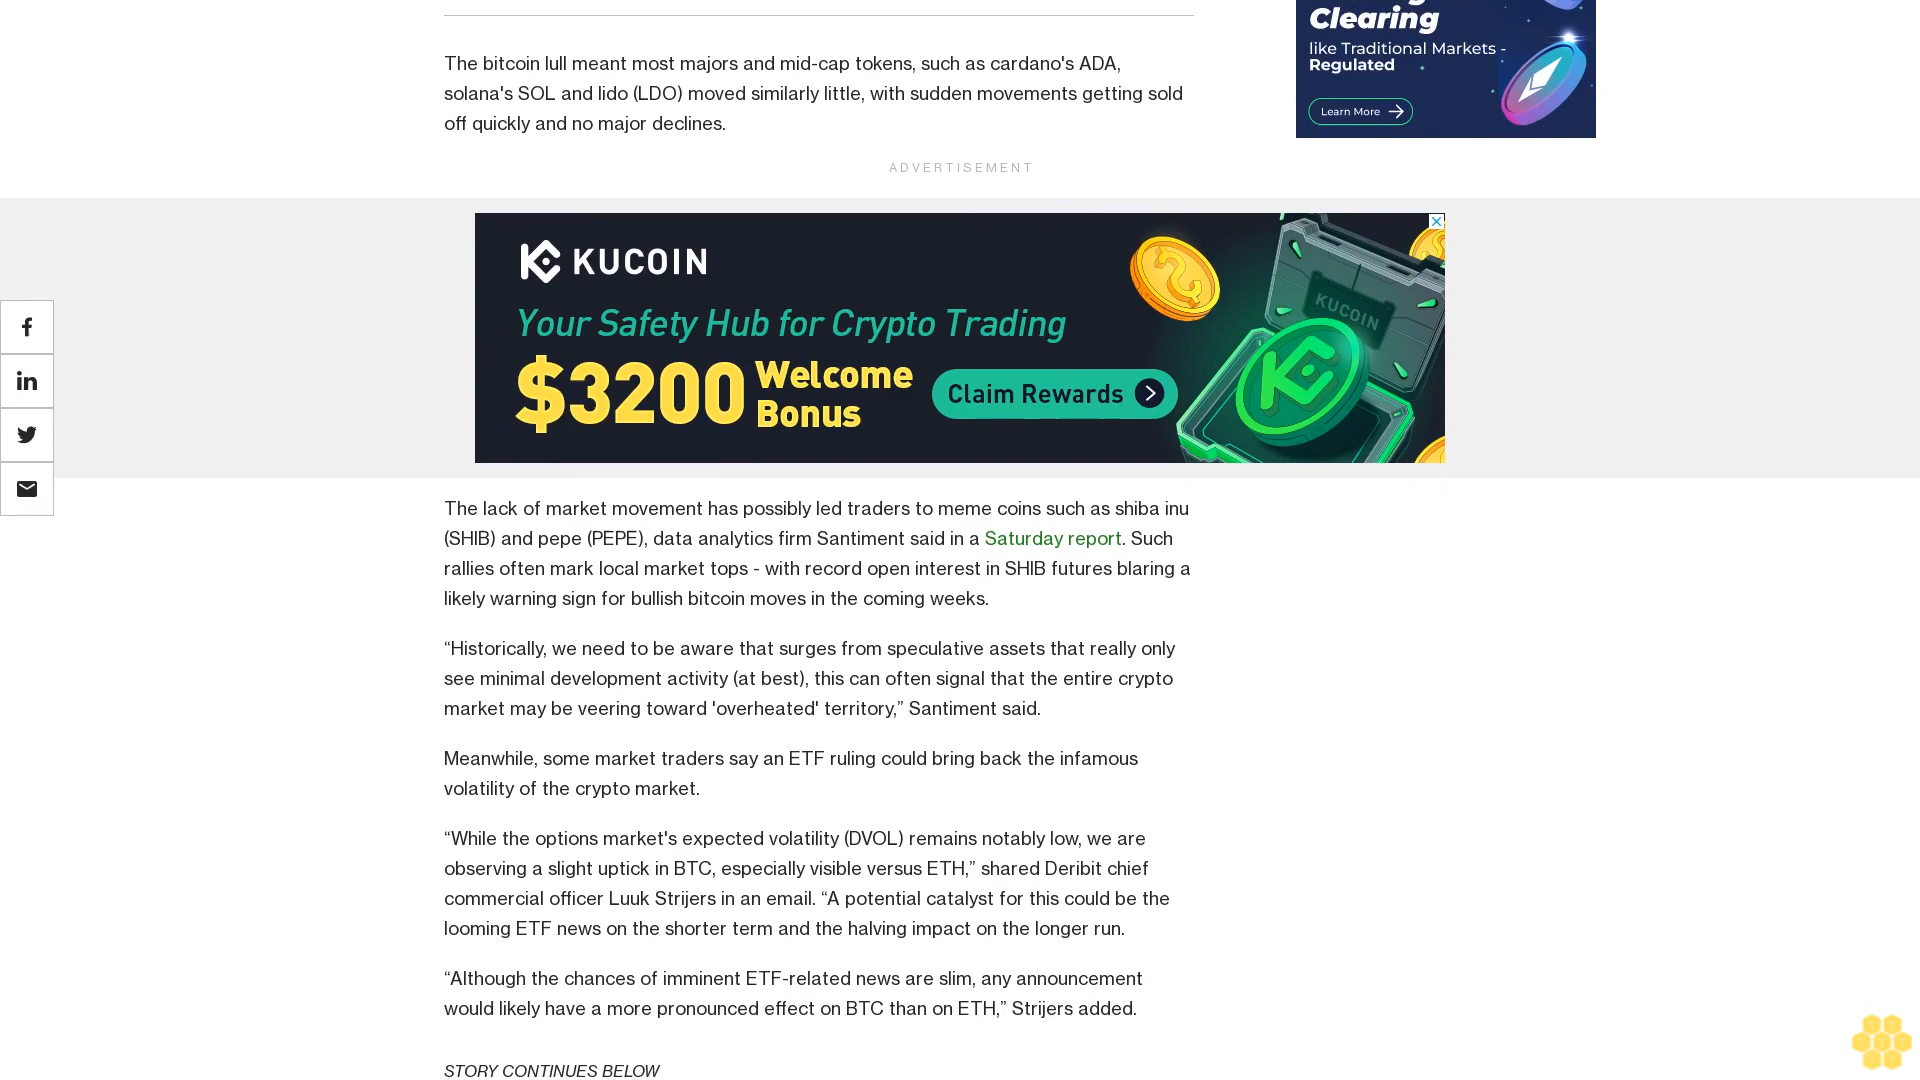 Clearing
like Traditional Markets -
Regulated
Learn More
The bitcoin lull meant most majors and mid-cap tokens, such as cardano's ADA,
solana's SOL and lido (LDO) moved similarly little, with sudden movements getting sold
off quickly and no major declines.
ADVERTISEMENT
KUCOIN
Your Safety Hub for Crypto Trading
$3200 Welcome
Bonus
Claim Rewards
KUCOIN
The lack of market movement has possibly led traders to meme coins such as shiba inu
(SHIB) and pepe (PEPE), data analytics firm Santiment said in a Saturday report. Such
rallies often mark local market tops - with record open interest in SHIB futures blaring a
likely warning sign for bullish bitcoin moves in the coming weeks.
“Historically, we need to be aware that surges from speculative assets that really only
see minimal development activity (at best), this can often signal that the entire crypto
market may be veering toward 'overheated' territory,” Santiment said.
Meanwhile, some market traders say an ETF ruling could bring back the infamous
volatility of the crypto market.
“While the options market's expected volatility (DVOL) remains notably low, we are
observing a slight uptick in BTC, especially visible versus ETH,” shared Deribit chief
commercial officer Luuk Strijers in an email. “A potential catalyst for this could be the
looming ETF news on the shorter term and the halving impact on the longer run.
“Although the chances of imminent ETF-related news are slim, any announcement
would likely have a more pronounced effect on BTC than on ETH,” Strijers added.
STORY CONTINUES BELOW